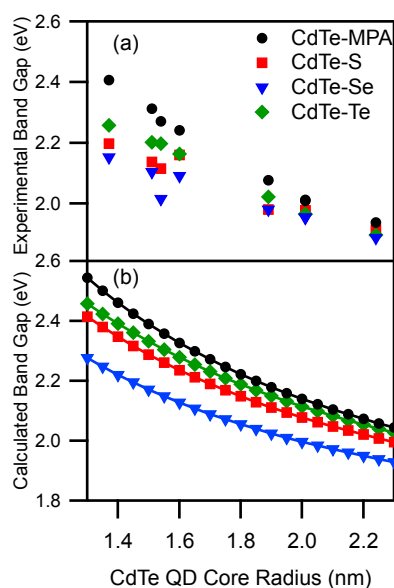 (a)
CdTe-MPA
CdTe-S
CdTe-Se
CdTe-Te
Experimental Band Gap (eV)
2.6
2.4
2.2
2.0
2.6
(b)
Calculated Band Gap (eV)
2.4
2.2
2.0
1.8
1.4 1.6 1.8 2.0 2.2
CdTe QD Core Radius (nm)